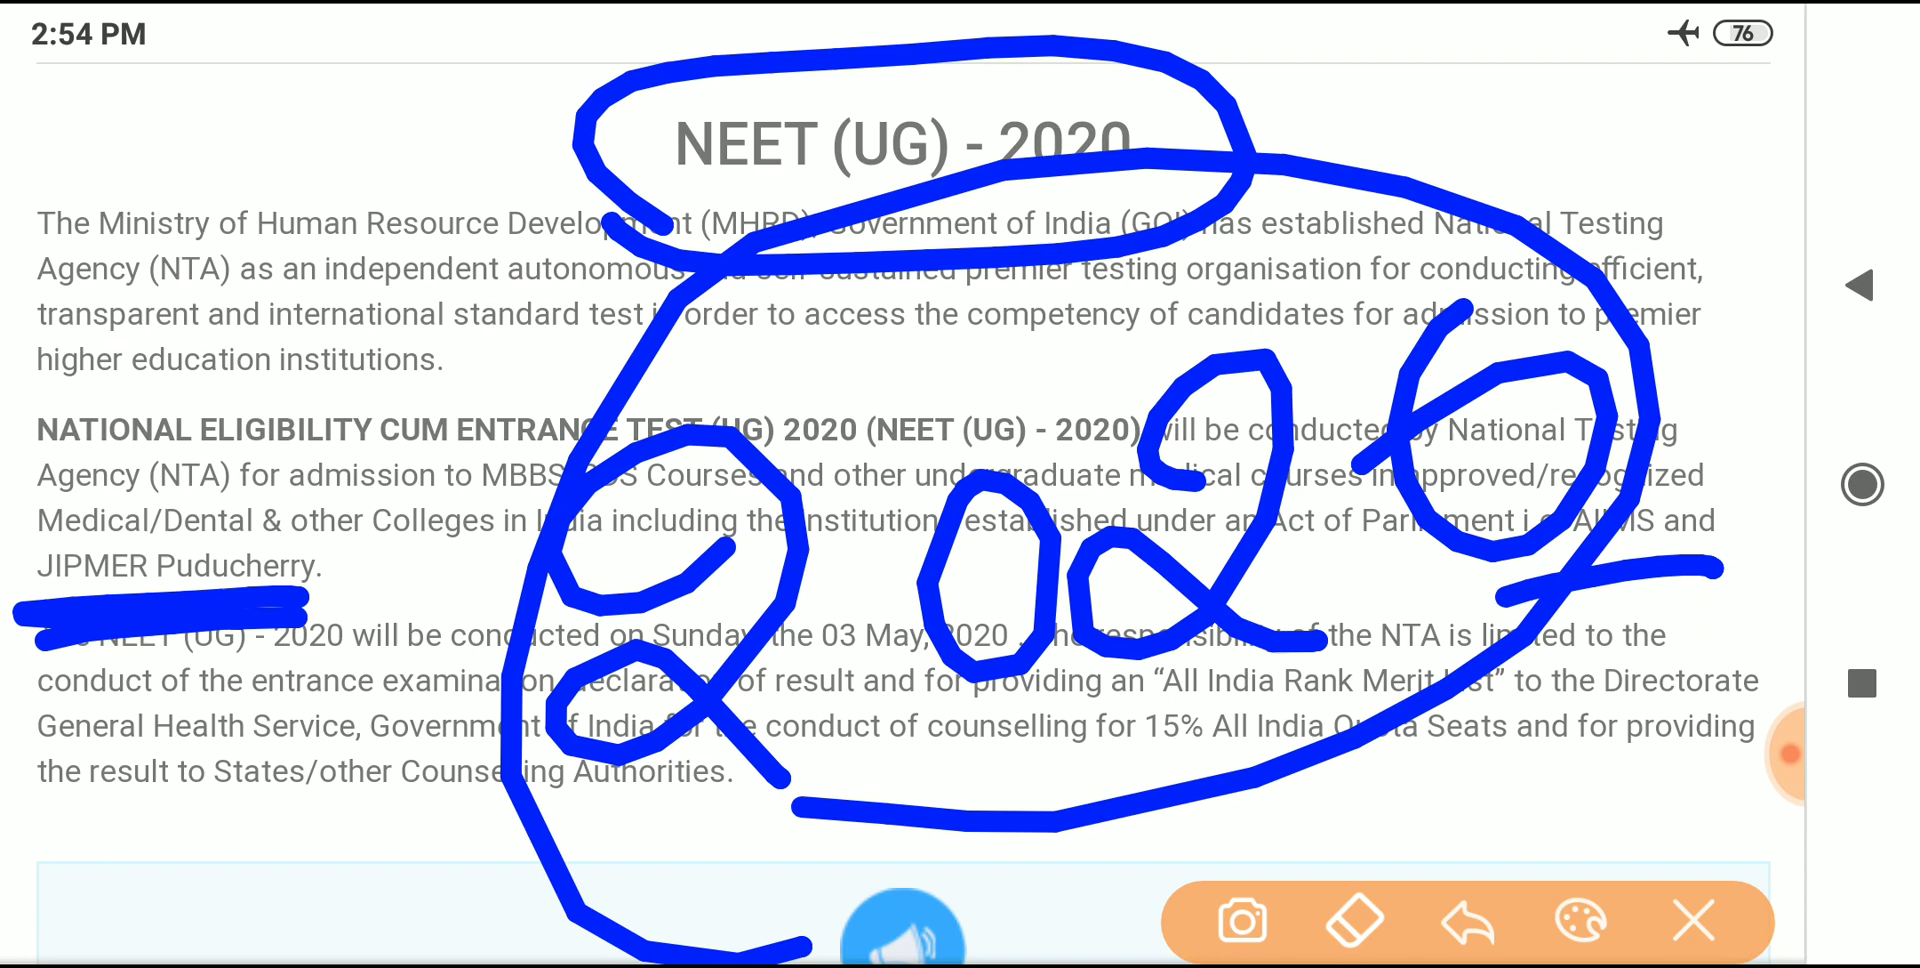 2:54 PM
76
NEET (UG) - 2020
The Ministry of Human Resource Development (MHRD), Government of India (GOI) has established National Testing
Agency (NTA) as an independent autonomous and self-sustained premier testing organisation for conducting efficient,
transparent and international standard test in order to access the competency of candidates for admission to premier
higher education institutions.
NATIONAL ELIGIBILITY CUM ENTRANCE TEST (UG) 2020 (NEET (UG) - 2020) will be conducted by National Testing
Agency (NTA) for admission to MBBS/BDS Courses and other undergraduate medical courses in approved/recognized
Medical/Dental & other Colleges in India including the institutions established under an Act of Parliament i.e. AIIMS and
JIPMER Puducherry.
The NEET (UG) - 2020 will be conducted on Sunday, the 03 May, 2020 . The responsibility of the NTA is limited to the
conduct of the entrance examination, declaration of result and for providing an “All India Rank Merit List” to the Directorate
General Health Service, Government of India for the conduct of counselling for 15% All India Quota Seats and for providing
the result to States/other Counselling Authorities.
2020